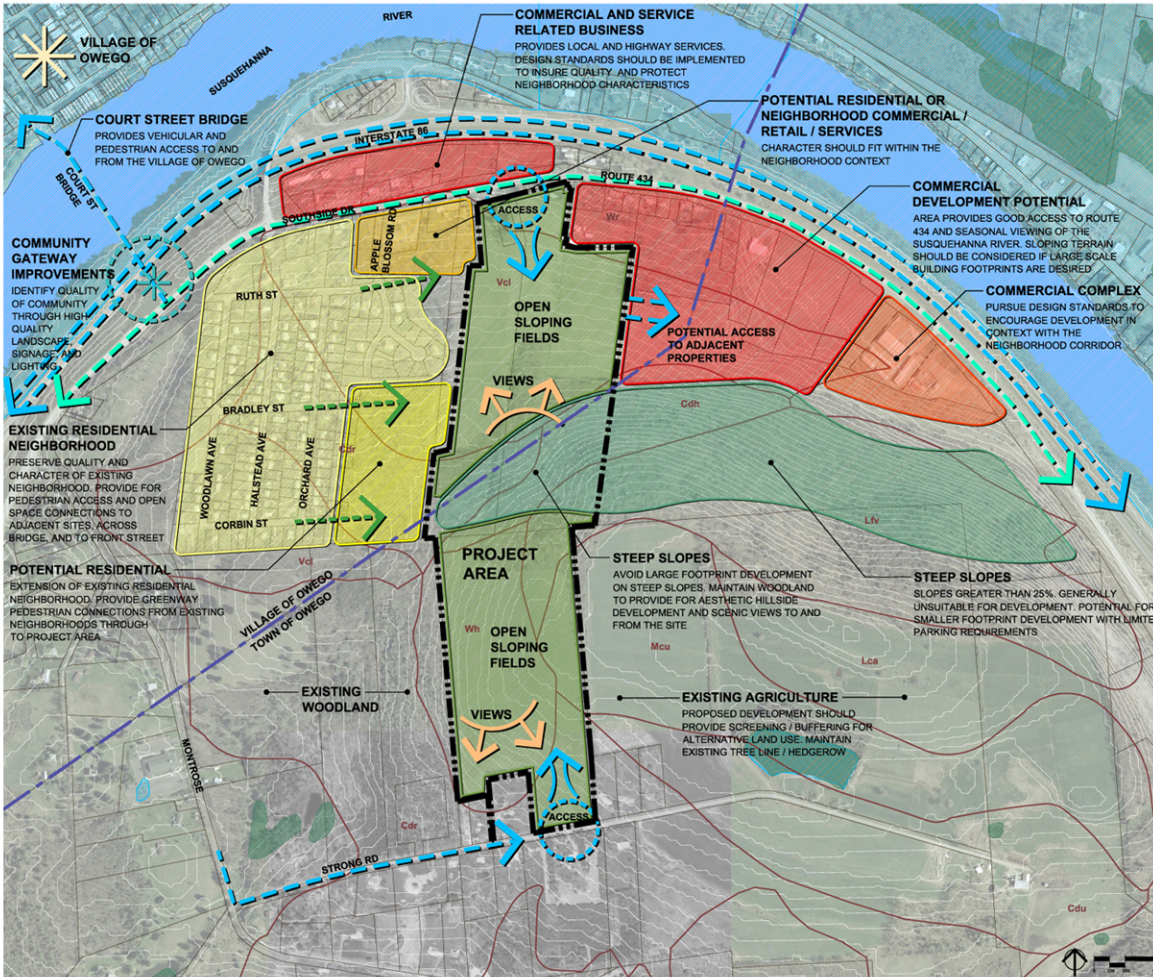 RIVER
SUSQUEHANNA
VILLAGE OF
OWEGO
COMMERCIAL AND SERVICE
RELATED BUSINESS
PROVIDES LOCAL AND HIGHWAY SERVICES.
DESIGN STANDARDS SHOULD BE IMPLEMENTED
TO INSURE QUALITY AND PROTECT
NEIGHBORHOOD CHARACTERISTICS
POTENTIAL RESIDENTIAL OR
NEIGHBORHOOD COMMERCIAL /
RETAIL / SERVICES
CHARACTER SHOULD FIT WITHIN THE
NEIGHBORHOOD CONTEXT
COURT STREET BRIDGE
PROVIDES VEHICULAR AND
PEDESTRIAN ACCESS TO AND
FROM THE VILLAGE OF OWEGO
COURT ST
BRIDGE
INTERSTATE 86
ROUTE 434
SOUTHSIDE DR
COMMERCIAL
DEVELOPMENT POTENTIAL
AREA PROVIDES GOOD ACCESS TO ROUTE
434 AND SEASONAL VIEWING OF THE
SUSQUEHANNA RIVER. SLOPING TERRAIN
SHOULD BE CONSIDERED IF LARGE SCALE
BUILDING FOOTPRINTS ARE DESIRED
COMMERCIAL COMPLEX
PURSUE DESIGN STANDARDS TO
ENCOURAGE DEVELOPMENT IN
CONTEXT WITH THE
NEIGHBORHOOD CORRIDOR
COMMUNITY
GATEWAY
IMPROVEMENTS
IDENTIFY QUALITY
OF COMMUNITY
THROUGH HIGH
QUALITY
LANDSCAPE,
SIGNAGE, AND
LIGHTING
APPLE
BLOSSOM RD
ACCESS
Wr
Vcl
RUTH ST
OPEN
SLOPING
FIELDS
POTENTIAL ACCESS
TO ADJACENT
PROPERTIES
VIEWS
BRADLEY ST
Cdh
Cdr
WOODLAWN AVE
HALSTEAD AVE
ORCHARD AVE
CORBIN ST
EXISTING RESIDENTIAL
NEIGHBORHOOD
PRESERVE QUALITY AND
CHARACTER OF EXISTING
NEIGHBORHOOD. PROVIDE FOR
PEDESTRIAN ACCESS AND OPEN
SPACE CONNECTIONS TO
ADJACENT SITES, ACROSS
BRIDGE, AND TO FRONT STREET
Lfv
Vcl
POTENTIAL RESIDENTIAL
EXTENSION OF EXISTING RESIDENTIAL
NEIGHBORHOOD. PROVIDE GREENWAY
PEDESTRIAN CONNECTIONS FROM EXISTING
NEIGHBORHOODS THROUGH
TO PROJECT AREA
VILLAGE OF OWEGO
TOWN OF OWEGO
PROJECT
AREA
STEEP SLOPES
AVOID LARGE FOOTPRINT DEVELOPMENT
ON STEEP SLOPES. MAINTAIN WOODLAND
TO PROVIDE FOR AESTHETIC HILLSIDE
DEVELOPMENT AND SCENIC VIEWS TO AND
FROM THE SITE
STEEP SLOPES
SLOPES GREATER THAN 25%. GENERALLY
UNSUITABLE FOR DEVELOPMENT. POTENTIAL FOR
SMALLER FOOTPRINT DEVELOPMENT WITH LIMITE
PARKING REQUIREMENTS
Wh
OPEN
SLOPING
FIELDS
Mcu
Lca
EXISTING
WOODLAND
EXISTING AGRICULTURE
PROPOSED DEVELOPMENT SHOULD
PROVIDE SCREENING / BUFFERING FOR
ALTERNATIVE LAND USE. MAINTAIN
EXISTING TREE LINE / HEDGEROW
VIEWS
MONTROSE
Cdr
ACCESS
STRONG RD
Cdu